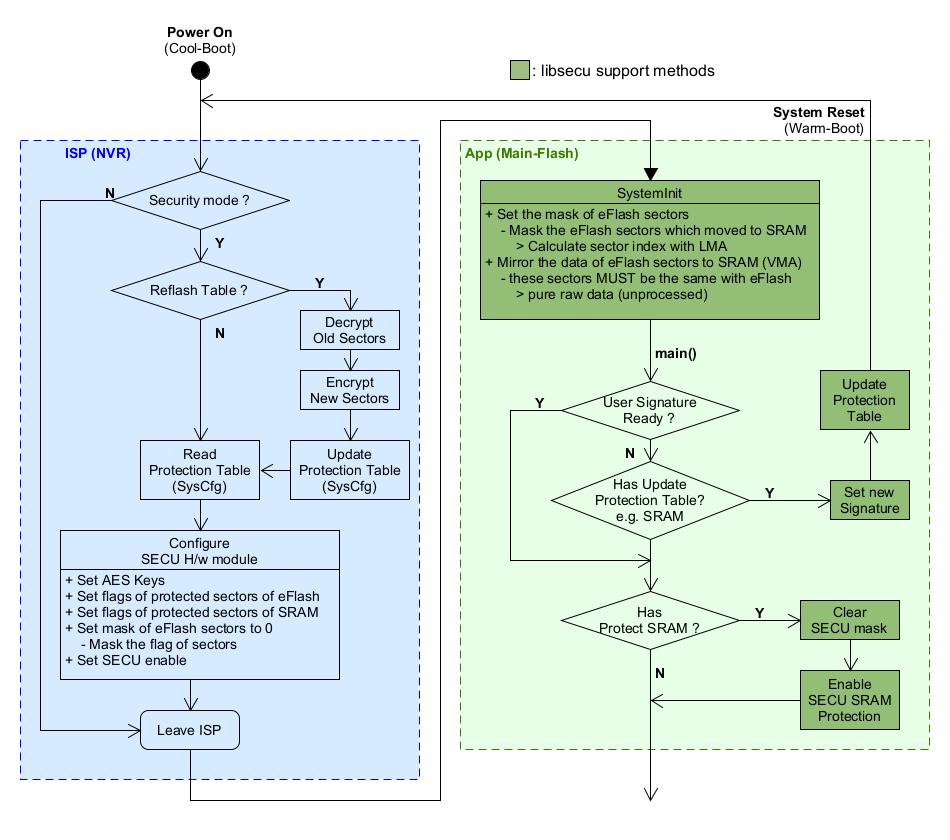 Power On
(Cool-Boot)
: libsecu support methods
System Reset
(Warm-Boot)
ISP (NVR)
Security mode ?
N
Y
Reflash Table ?
Y
N
Decrypt
Old Sectors
Encrypt
New Sectors
Update
Protection Table
(SysCfg)
Read
Protection Table
(SysCfg)
Configure
SECU H/w module
+ Set AES Keys
+ Set flags of protected sectors of eFlash
+ Set flags of protected sectors of SRAM
+ Set mask of eFlash sectors to 0
- Mask the flag of sectors
+ Set SECU enable
Leave ISP
App (Main-Flash)
SystemInit
+ Set the mask of eFlash sectors
- Mask the eFlash sectors which moved to SRAM
> Calculate sector index with LMA
+ Mirror the data of eFlash sectors to SRAM (VMA)
- these sectors MUST be the same with eFlash
> pure raw data (unprocessed)
main()
User Signature
Ready ?
Y
N
Has Update
Protection Table?
e.g. SRAM
Y
Set new
Signature
Update
Protection
Table
Has
Protect SRAM ?
Y
N
Clear
SECU mask
Enable
SECU SRAM
Protection